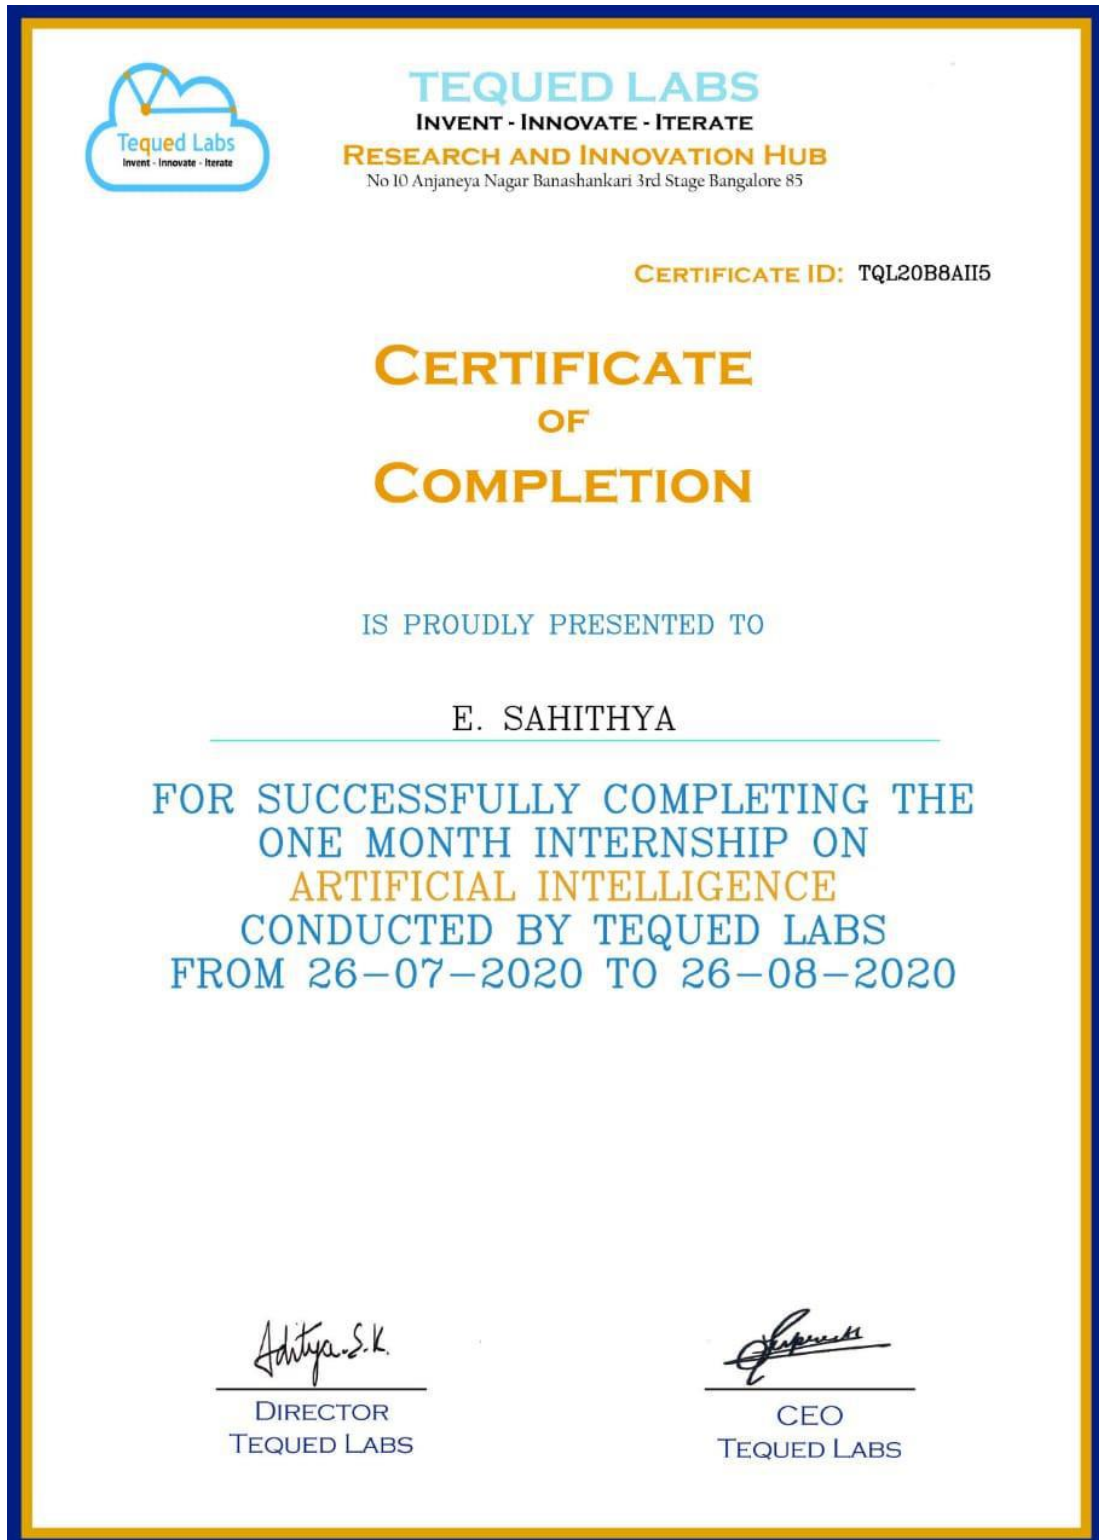 Tequed Labs
Invent - Innovate - Iterate
TEQUED LABS
INVENT - INNOVATE - ITERATE
RESEARCH AND INNOVATION HUB
No 10 Anjaneya Nagar Banashankari 3rd Stage Bangalore 85
CERTIFICATE ID: TQL20B8AII5
CERTIFICATE
OF
COMPLETION
IS PROUDLY PRESENTED TO
E. SAHITHYA
FOR SUCCESSFULLY COMPLETING THE
ONE MONTH INTERNSHIP ON
ARTIFICIAL INTELLIGENCE
CONDUCTED BY TEQUED LABS
FROM 26-07-2020 TO 26-08-2020
Aditya.S.K.
DIRECTOR
TEQUED LABS
CEO
TEQUED LABS